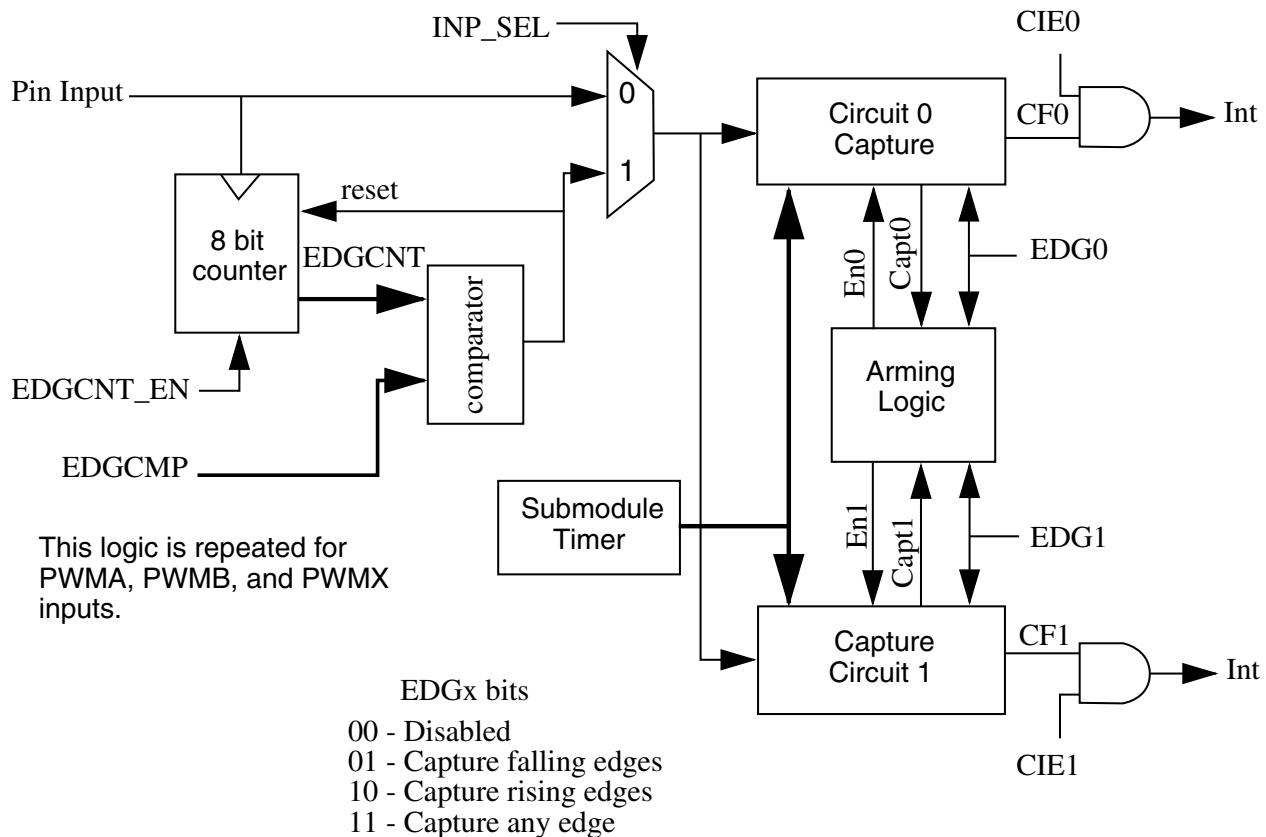 INP_SEL
CIE0
Pin Input
0
1
Circuit 0
Capture
CF0
Int
reset
8 bit
counter
EDGCNT
comparator
En0
Capt0
EDG0
EDGCNT_EN
EDGCMP
Arming
Logic
Submodule
Timer
En1
Capt1
EDG1
This logic is repeated for
PWMA, PWMB, and PWMX
inputs.
Capture
Circuit 1
CF1
Int
CIE1
EDGx bits
00 - Disabled
01 - Capture falling edges
10 - Capture rising edges
11 - Capture any edge